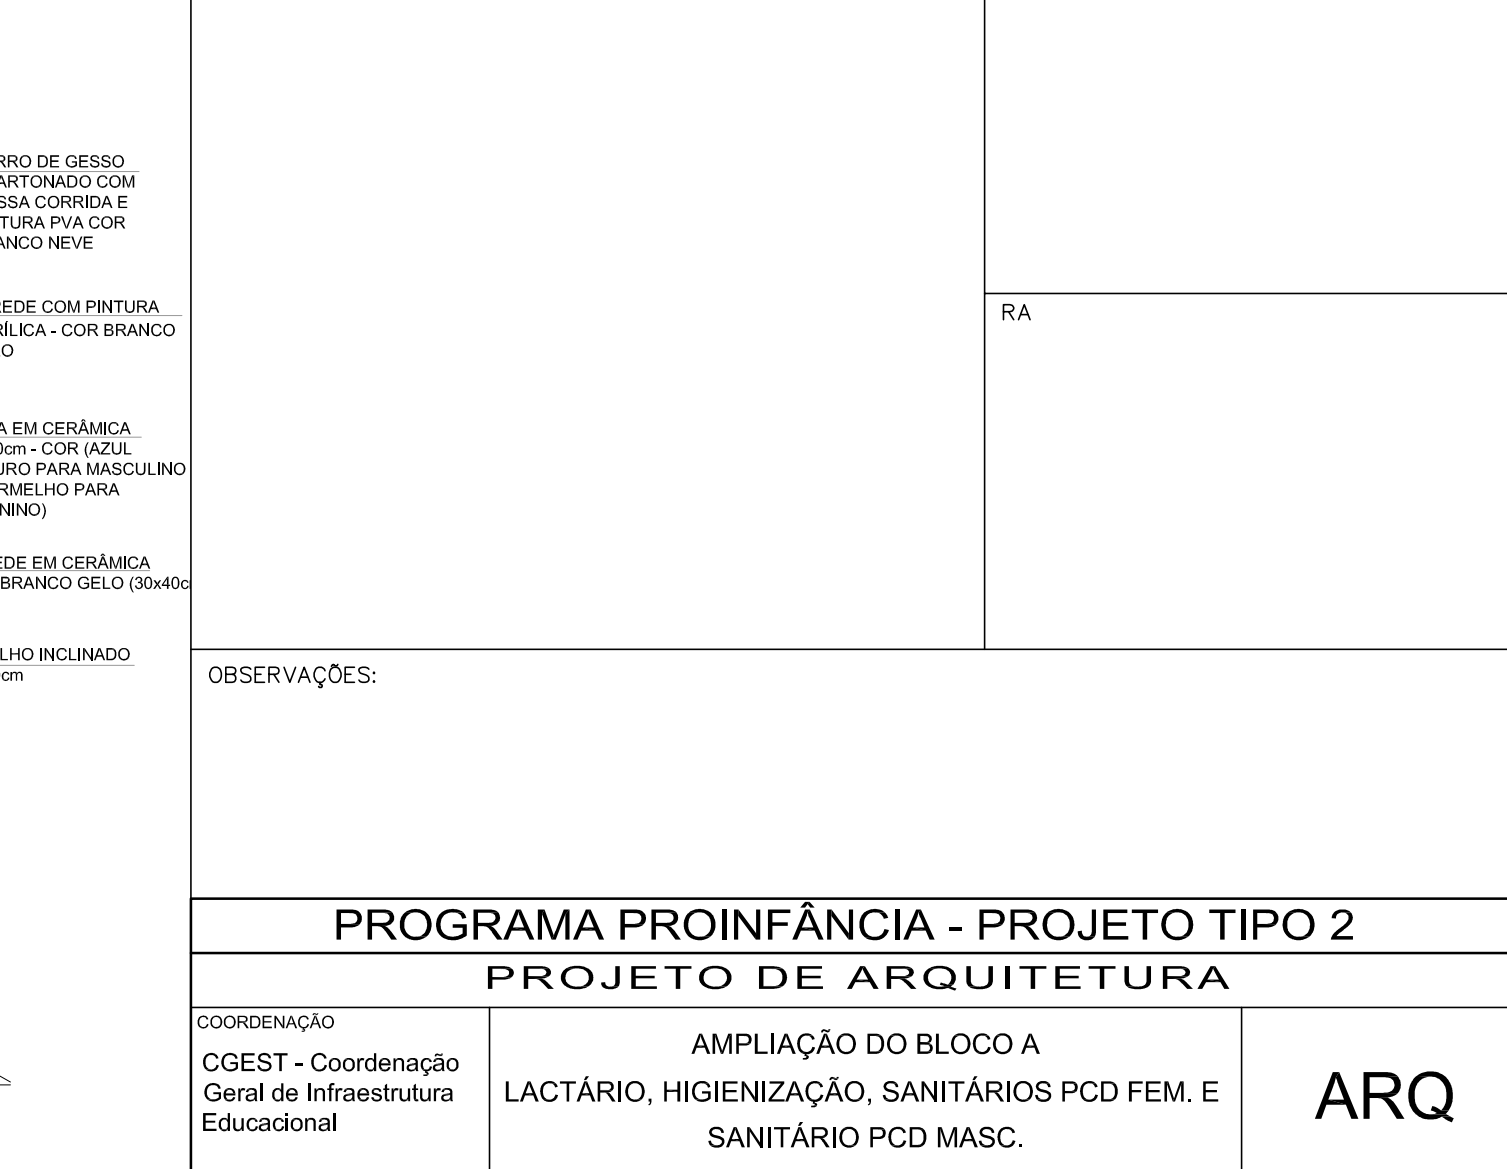 RRO DE GESSO
ARTONADO COM
SSA CORRIDA E
TURA PVA COR
ANCO NEVE
REDE COM PINTURA
RÍLICA - COR BRANCO
O
A EM CERÂMICA
0cm - COR (AZUL
URO PARA MASCULINO
RMELHO PARA
NINO)
EDE EM CERÂMICA
BRANCO GELO (30x40c
LHO INCLINADO
cm
RA
OBSERVAÇÕES:
PROGRAMA PROINFÂNCIA - PROJETO TIPO 2
PROJETO DE ARQUITETURA
COORDENAÇÃO
CGEST - Coordenação
Geral de Infraestrutura
Educacional
AMPLIAÇÃO DO BLOCO A
LACTÁRIO, HIGIENIZAÇÃO, SANITÁRIOS PCD FEM. E
SANITÁRIO PCD MASC.
ARQ